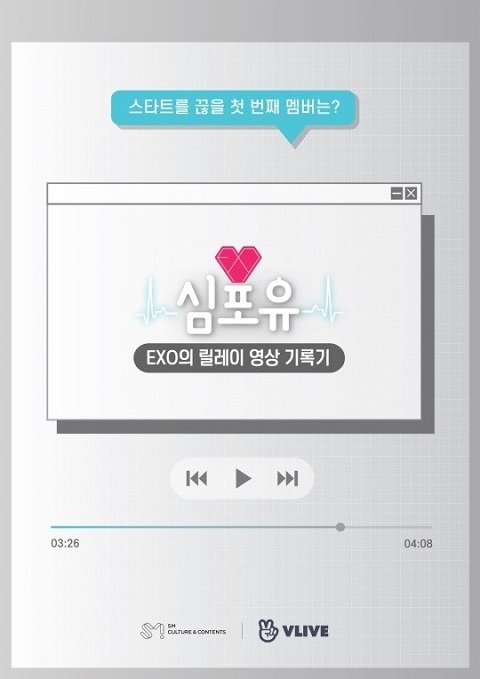 스타트를 끊을 첫 번째 멤버는?
심포유
EXO의 릴레이 영상 기록기
03:26
04:08
SM
CULTURE & CONTENTS
VLIVE